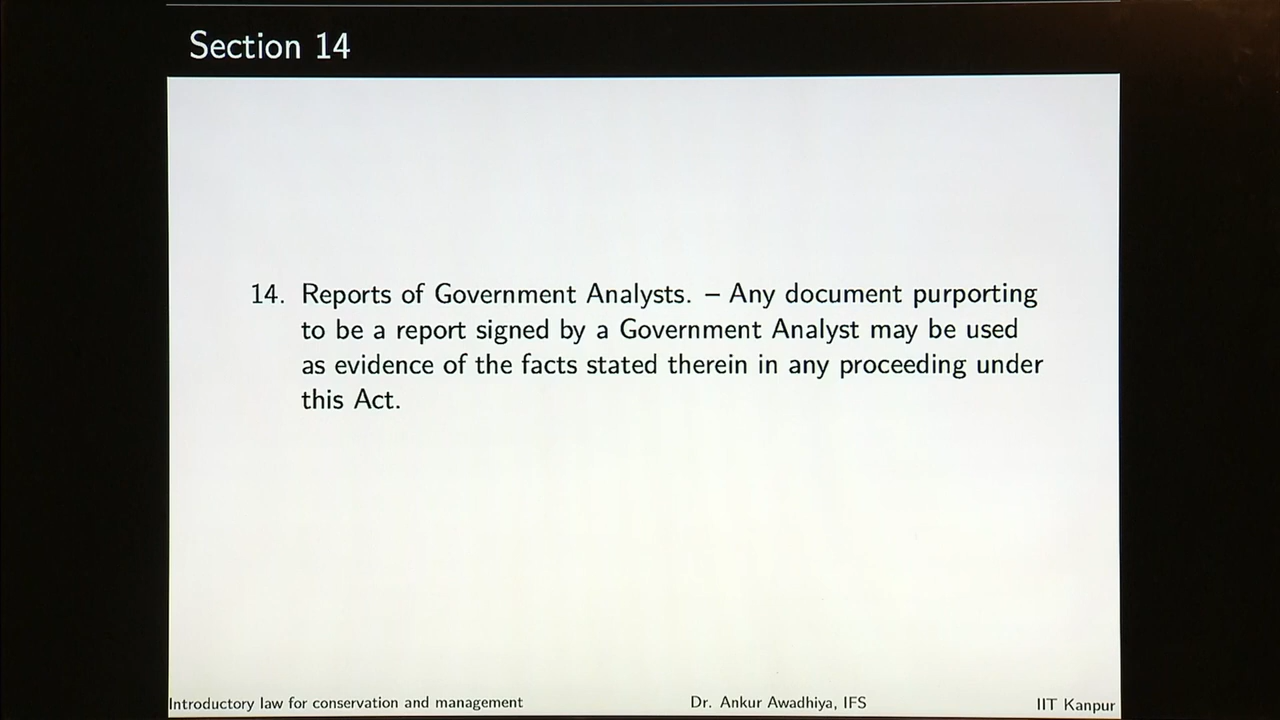 Section 14
14. Reports of Government Analysts. – Any document purporting
to be a report signed by a Government Analyst may be used
as evidence of the facts stated therein in any proceeding under
this Act.
Introductory law for conservation and management Dr. Ankur Awadhiya, IFS IIT Kanpur